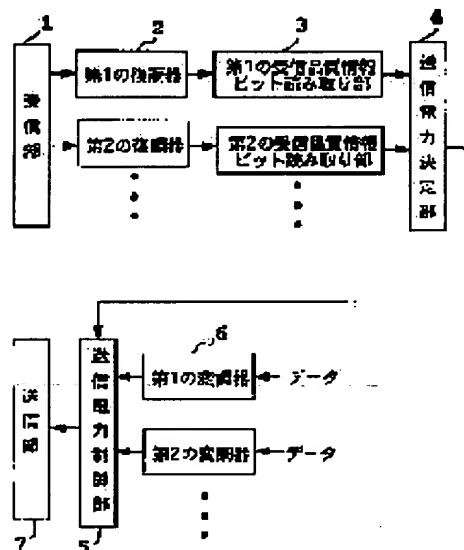 1
2
3
4
受信部
第1の復調器
第1の受信品質情報
ビット読み取り部
送信電力決定部
第2の復調器
第2の受信品質情報
ビット読み取り部
6
送信部
送信電力制御部
第1の変調器
データ
第2の変調器
データ
7
5